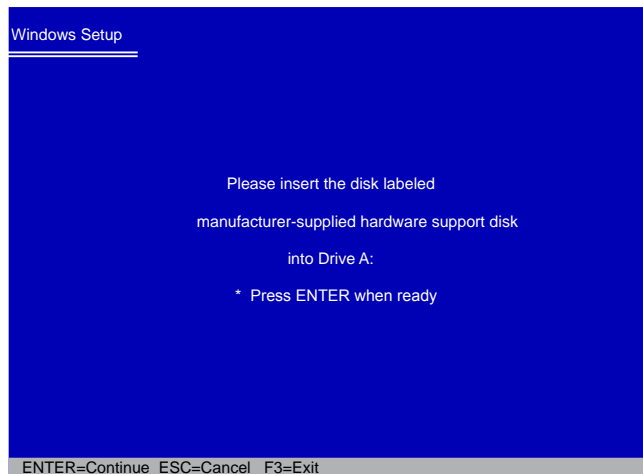 Windows Setup
Please insert the disk labeled
manufacturer-supplied hardware support disk
into Drive A:
* Press ENTER when ready
ENTER=Continue ESC=Cancel F3=Exit